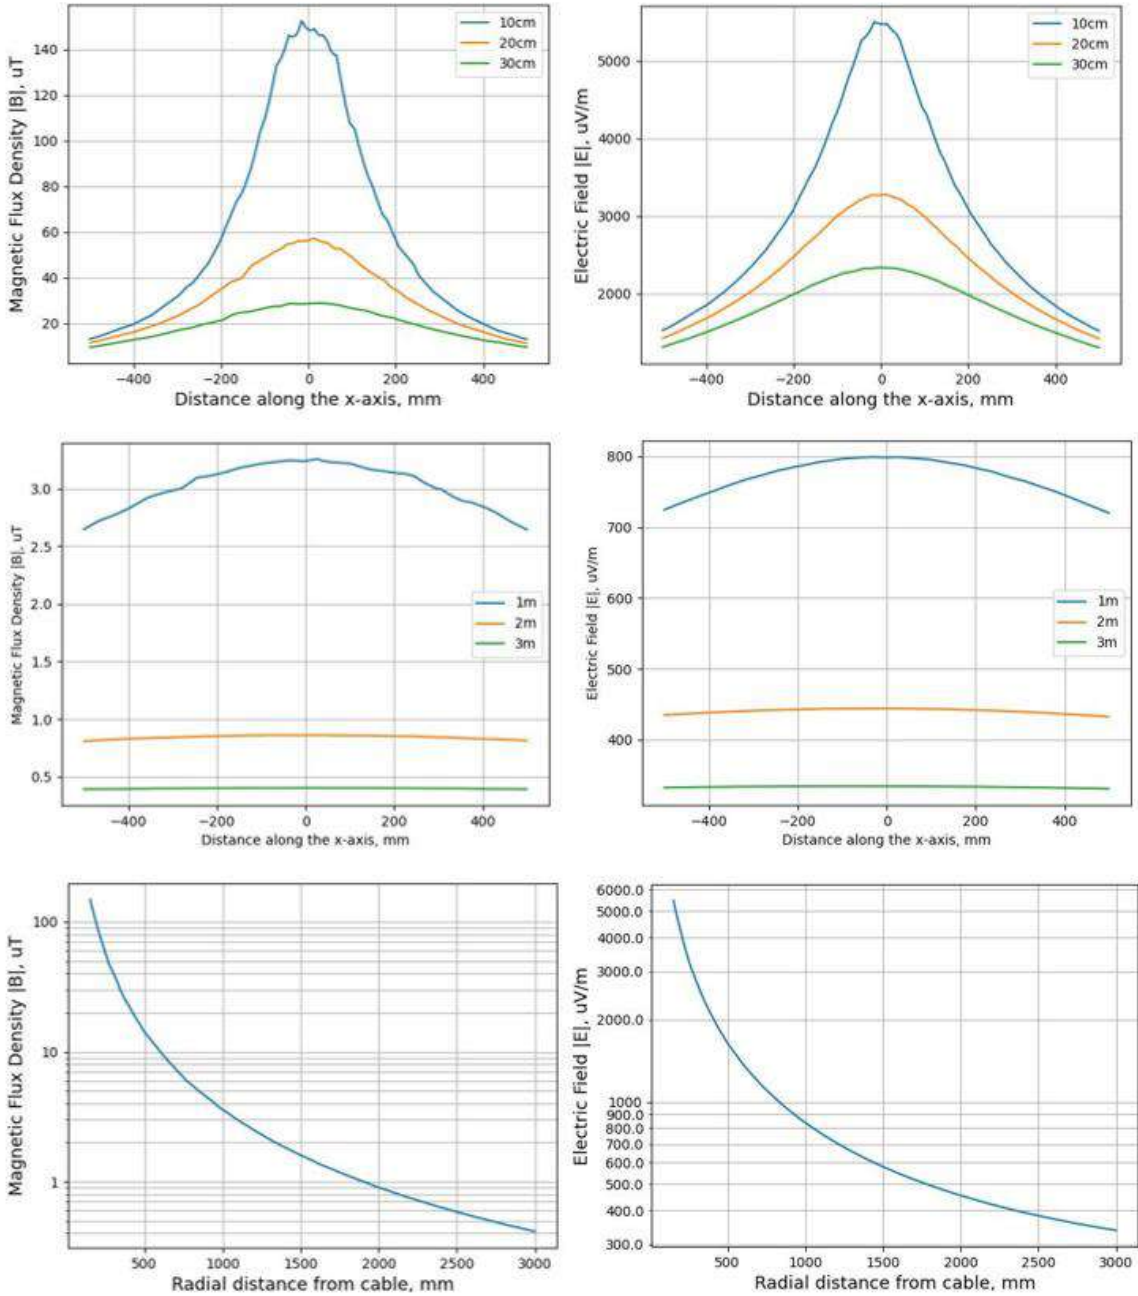 Magnetic Flux Density |B|, uT
140
120
100
80
60
40
20
10cm
20cm
30cm
−400
−200
0
200
400
Distance along the x-axis, mm
Electric Field |E|, uV/m
5000
4000
3000
2000
10cm
20cm
30cm
−400
−200
0
200
400
Distance along the x-axis, mm
Magnetic Flux Density |B|, uT
3.0
2.5
2.0
1.5
1.0
0.5
1m
2m
3m
−400
−200
0
200
400
Distance along the x-axis, mm
Electric Field |E|, uV/m
800
700
600
500
400
1m
2m
3m
−400
−200
0
200
400
Distance along the x-axis, mm
Magnetic Flux Density |B|, uT
100
10
1
500
1000
1500
2000
2500
3000
Radial distance from cable, mm
Electric Field |E|, uV/m
6000.0
5000.0
4000.0
3000.0
2000.0
1000
900.0
800.0
700.0
600.0
500.0
400.0
300.0
500
1000
1500
2000
2500
3000
Radial distance from cable, mm